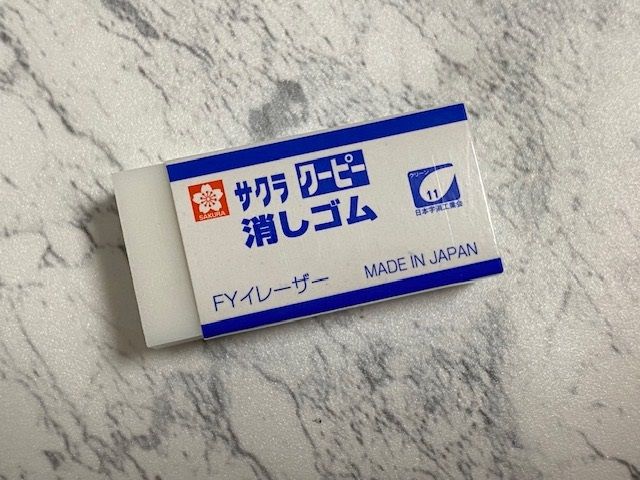 SAKURA
サクラ クーピー
消しゴム
グリーン
11
日本字消工業会
FYイレーザー
MADE IN JAPAN